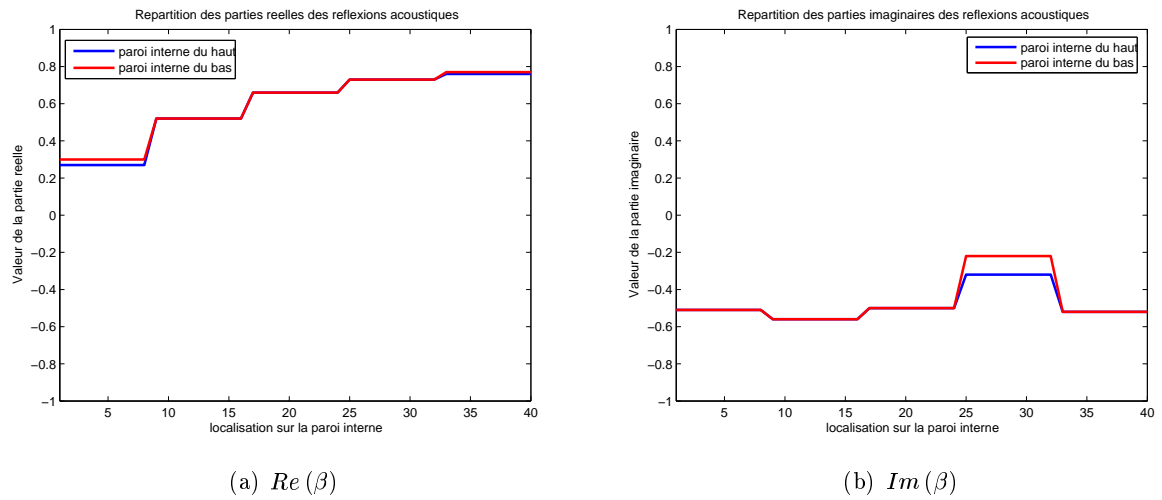 Repartition des parties reelles des reflexions acoustiques
1
0.8
0.6
0.4
0.2
0
−0.2
−0.4
−0.6
−0.8
−1
Valeur de la partie reelle
paroi interne du haut
paroi interne du bas
5 10 15 20 25 30 35 40
localisation sur la paroi interne
(a) Re (β)
Repartition des parties imaginaires des reflexions acoustiques
1
0.8
0.6
0.4
0.2
0
−0.2
−0.4
−0.6
−0.8
−1
Valeur de la partie imaginaire
paroi interne du haut
paroi interne du bas
5 10 15 20 25 30 35 40
localisation sur la paroi interne
(b) Im (β)